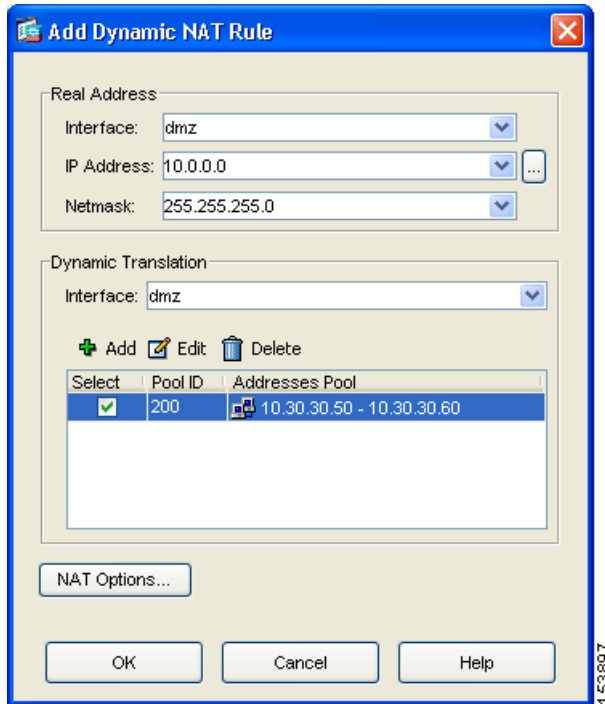 Add Dynamic NAT Rule
Real Address
Interface: dmz
IP Address: 10.0.0.0 ...
Netmask: 255.255.255.0
Dynamic Translation
Interface: dmz
Add Edit Delete
Select Pool ID Addresses Pool
200 10.30.30.50 - 10.30.30.60
NAT Options...
OK Cancel Help
153897